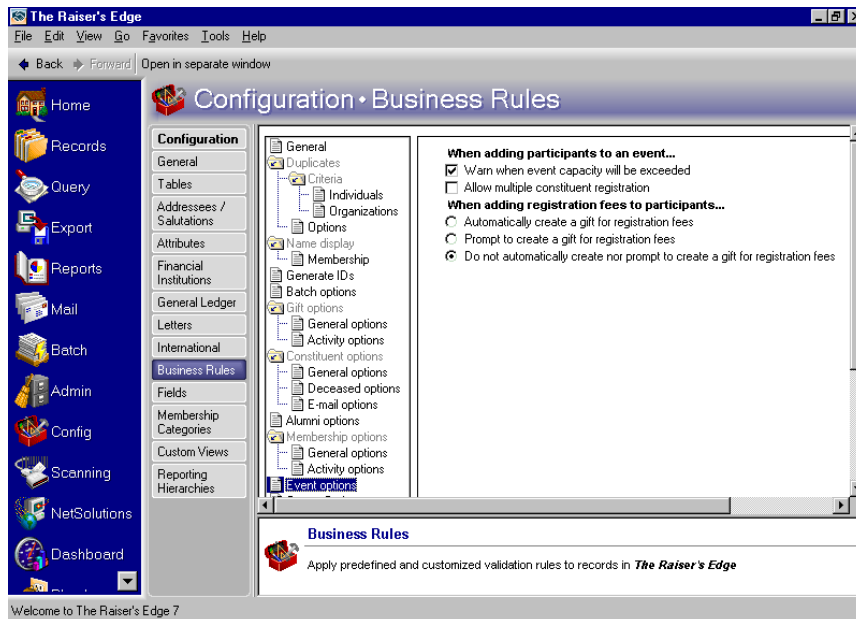 The Raiser's Edge
File Edit View Go Favorites Tools Help
Back Forward Open in separate window
Configuration • Business Rules
Home
Records
Query
Export
Reports
Mail
Batch
Admin
Config
Scanning
NetSolutions
Dashboard
Configuration
General
Tables
Addressees /
Salutations
Attributes
Financial
Institutions
General Ledger
Letters
International
Business Rules
Fields
Membership
Categories
Custom Views
Reporting
Hierarchies
General
Duplicates
Criteria
Individuals
Organizations
Options
Name display
Membership
Generate IDs
Batch options
Gift options
General options
Activity options
Constituent options
General options
Deceased options
E-mail options
Alumni options
Membership options
General options
Activity options
Event options
When adding participants to an event...
Warn when event capacity will be exceeded
Allow multiple constituent registration
When adding registration fees to participants...
Automatically create a gift for registration fees
Prompt to create a gift for registration fees
Do not automatically create nor prompt to create a gift for registration fees
Business Rules
Apply predefined and customized validation rules to records in The Raiser's Edge
Welcome to The Raiser's Edge 7